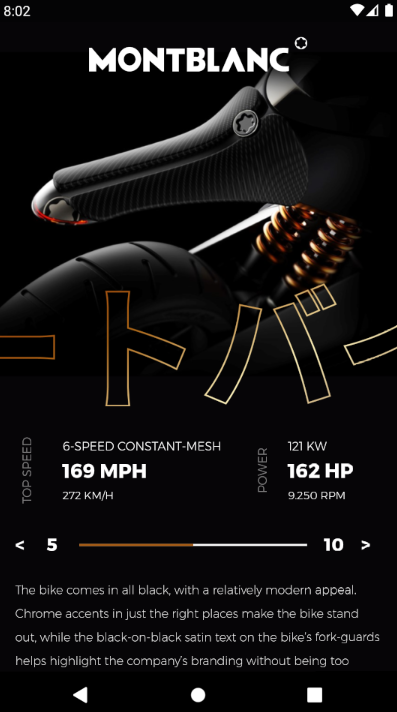 8:02
MONTBLANC
ートバー
TOP SPEED
6-SPEED CONSTANT-MESH
169 MPH
272 KM/H
POWER
121 KW
162 HP
9.250 RPM
< 5 10 >
The bike comes in all black, with a relatively modern appeal.
Chrome accents in just the right places make the bike stand
out, while the black-on-black satin text on the bike's fork-guards
helps highlight the company's branding without being too